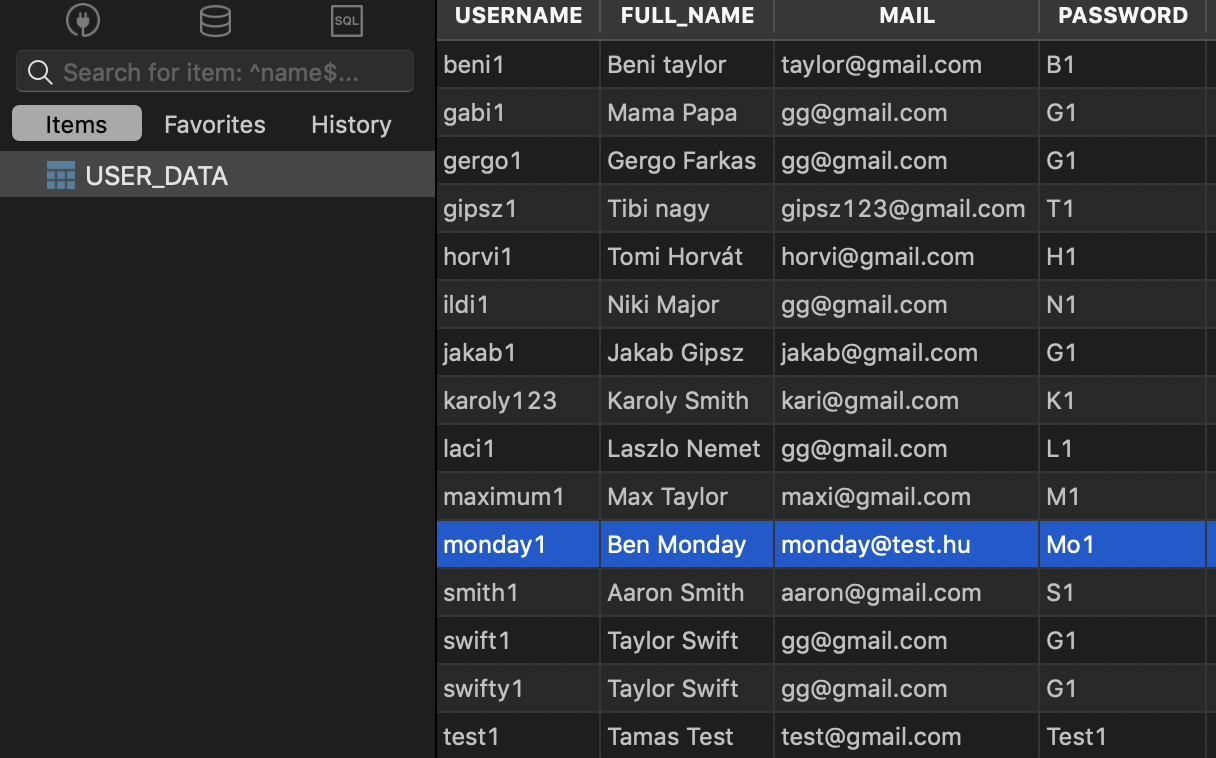 SQL
Search for item: ^name$...
Items Favorites History
USER_DATA
USERNAME FULL_NAME MAIL PASSWORD
beni1 Beni taylor taylor@gmail.com B1
gabi1 Mama Papa gg@gmail.com G1
gergo1 Gergo Farkas gg@gmail.com G1
gipsz1 Tibi nagy gipsz123@gmail.com T1
horvi1 Tomi Horvát horvi@gmail.com H1
ildi1 Niki Major gg@gmail.com N1
jakab1 Jakab Gipsz jakab@gmail.com G1
karoly123 Karoly Smith kari@gmail.com K1
laci1 Laszlo Nemet gg@gmail.com L1
maximum1 Max Taylor maxi@gmail.com M1
monday1 Ben Monday monday@test.hu Mo1
smith1 Aaron Smith aaron@gmail.com S1
swift1 Taylor Swift gg@gmail.com G1
swifty1 Taylor Swift gg@gmail.com G1
test1 Tamas Test test@gmail.com Test1